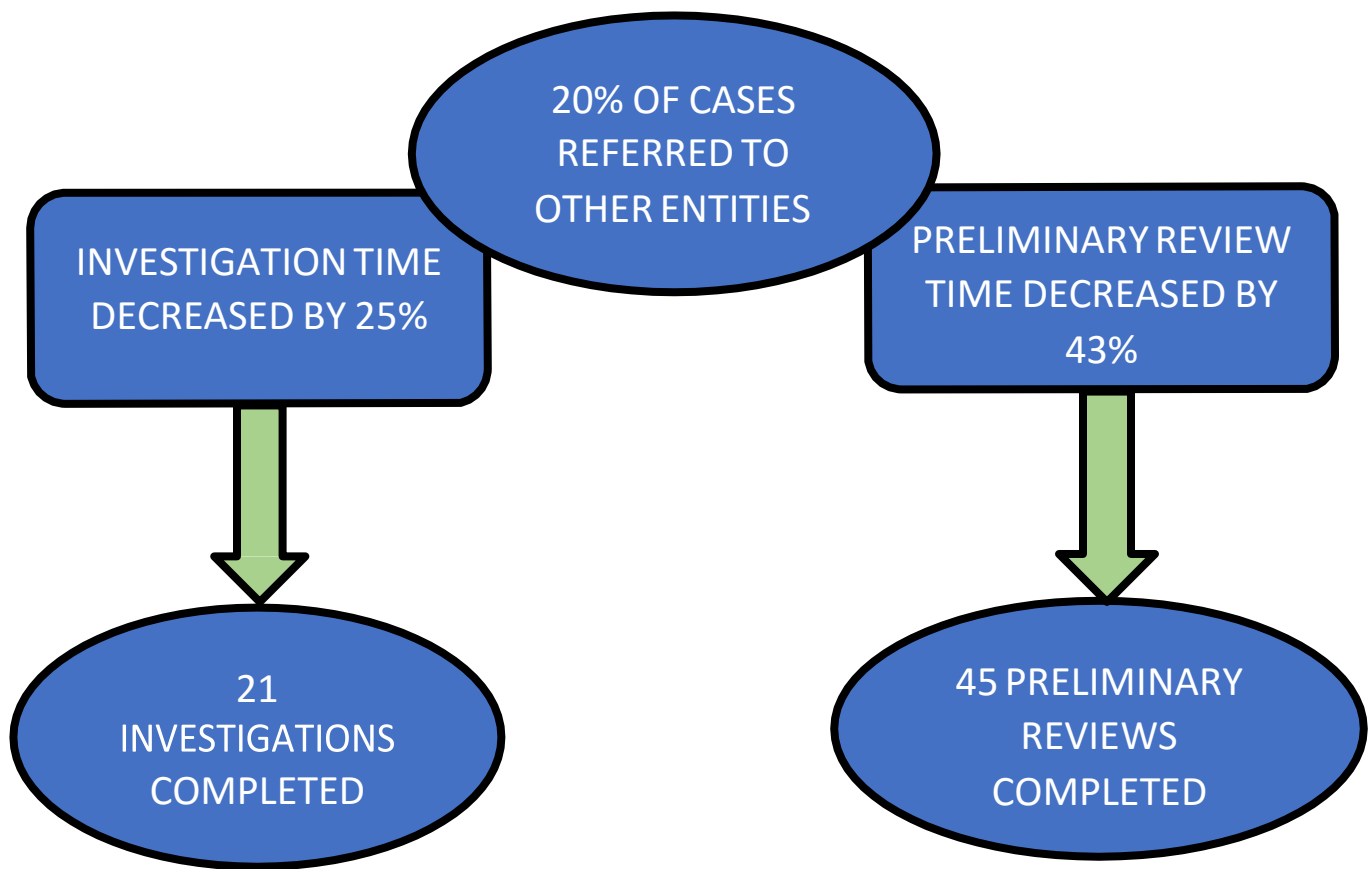 20% OF CASES
REFERRED TO
OTHER ENTITIES
INVESTIGATION TIME
DECREASED BY 25%
PRELIMINARY REVIEW
TIME DECREASED BY
43%
21
INVESTIGATIONS
COMPLETED
45 PRELIMINARY
REVIEWS
COMPLETED